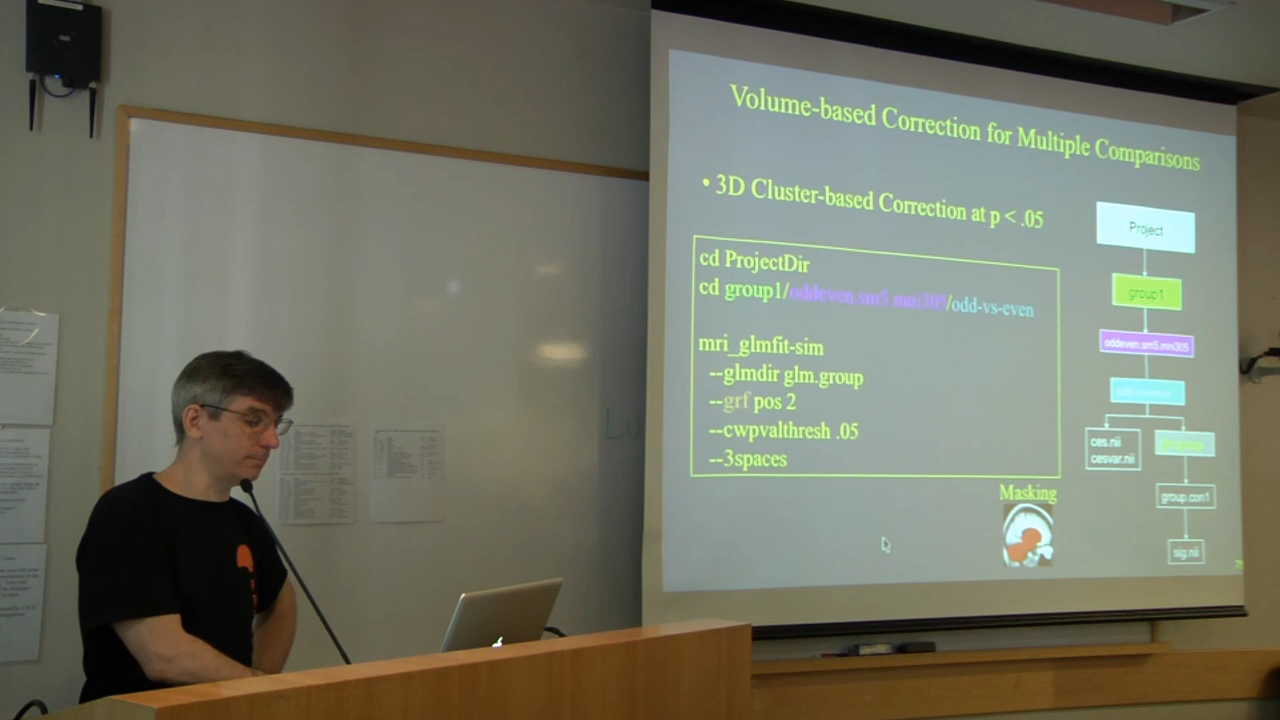 Volume-based Correction for Multiple Comparisons
• 3D Cluster-based Correction at p < .05
cd ProjectDir
cd group1/oddeven.sm5.mni305/odd-vs-even
mri_glmfit-sim
--glmdir glm.group
--grf pos 2
--cwpvalthresh .05
--3spaces
Masking
Project
group1
oddeven.sm5.mni305
ces.nii
cesvar.nii
group.con1
sig.nii